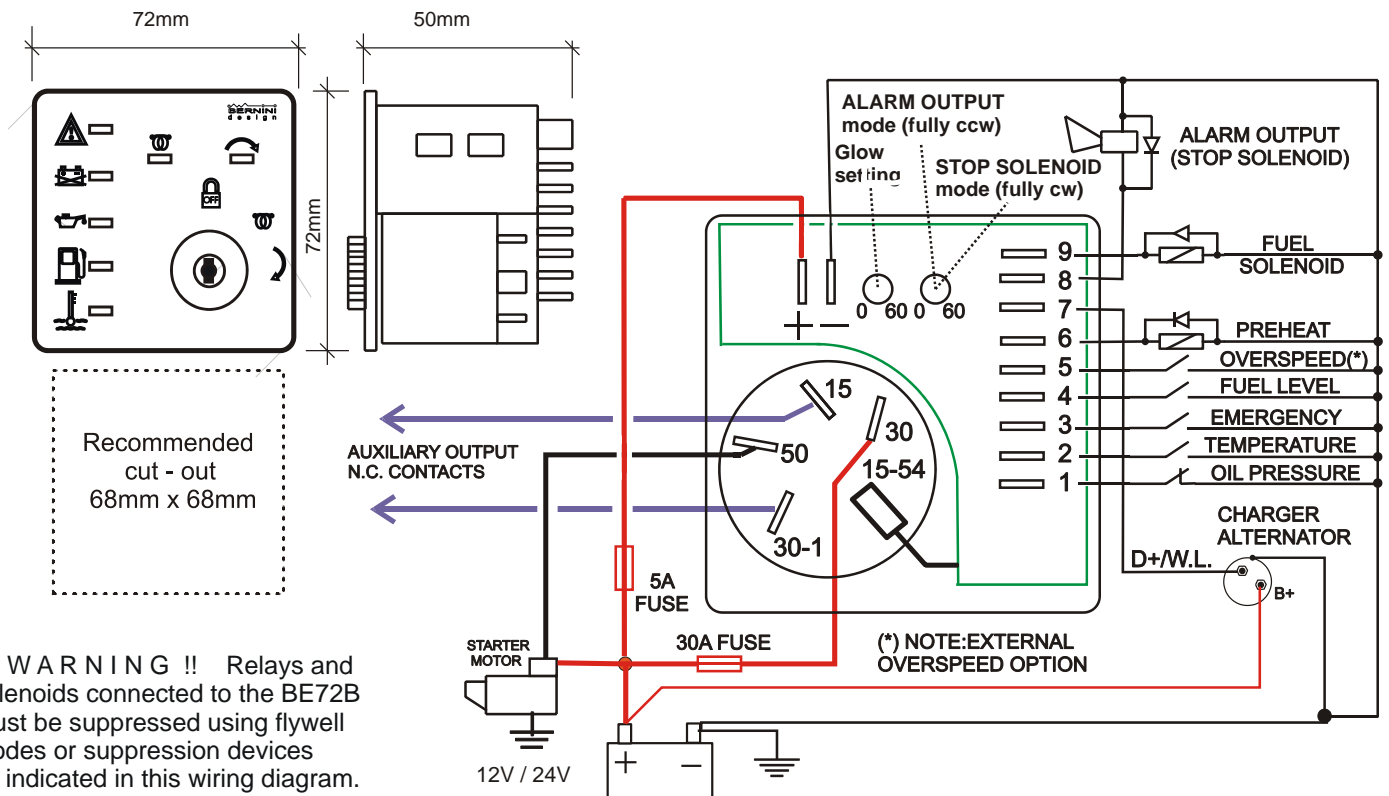 72mm
50mm
BERNINI
design
OFF
72mm
Recommended
cut - out
68mm x 68mm
ALARM OUTPUT
mode (fully ccw)
Glow
setting
STOP SOLENOID
mode (fully cw)
0 60
0 60
+ —
ALARM OUTPUT
(STOP SOLENOID)
9
FUEL
SOLENOID
8
7
6
PREHEAT
5
OVERSPEED(*)
4
FUEL LEVEL
3
EMERGENCY
2
TEMPERATURE
1
OIL PRESSURE
15
30
50
15-54
30-1
AUXILIARY OUTPUT
N.C. CONTACTS
CHARGER
ALTERNATOR
D+/W.L.
B+
5A
FUSE
30A FUSE
(*) NOTE:EXTERNAL
OVERSPEED OPTION
STARTER
MOTOR
12V / 24V
+ —
W A R N I N G !! Relays and
lenoids connected to the BE72B
ust be suppressed using flywell
odes or suppression devices
indicated in this wiring diagram.